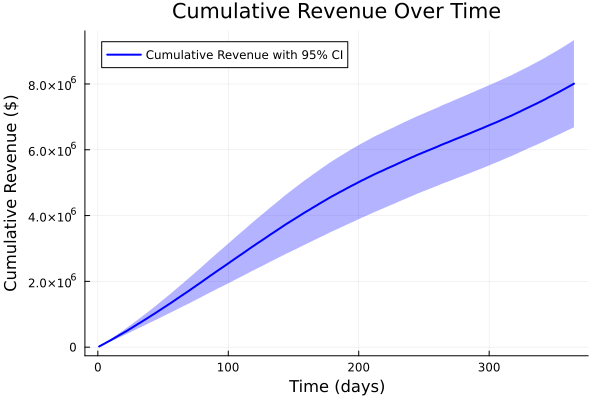 Cumulative Revenue Over Time
Cumulative Revenue with 95% CI
Cumulative Revenue ($)
8.0×10⁶
6.0×10⁶
4.0×10⁶
2.0×10⁶
0
0 100 200 300
Time (days)